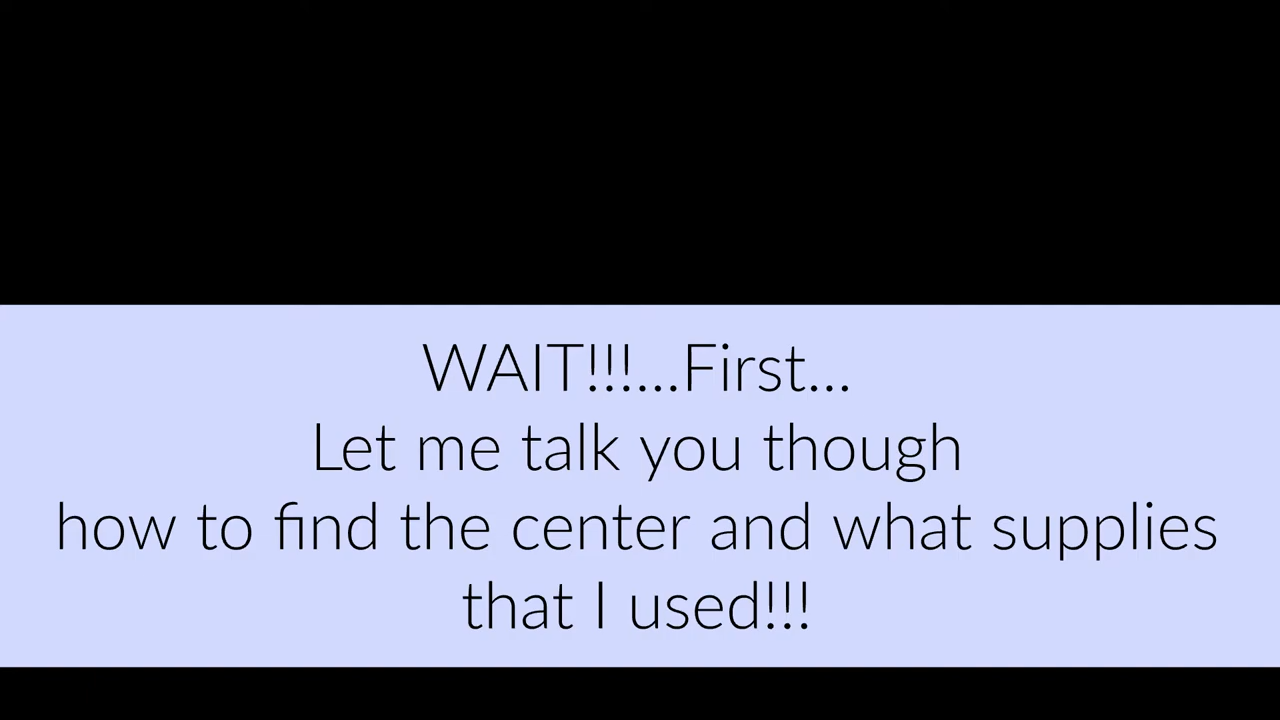 WAIT!!!...First...
Let me talk you though
how to find the center and what supplies
that I used!!!